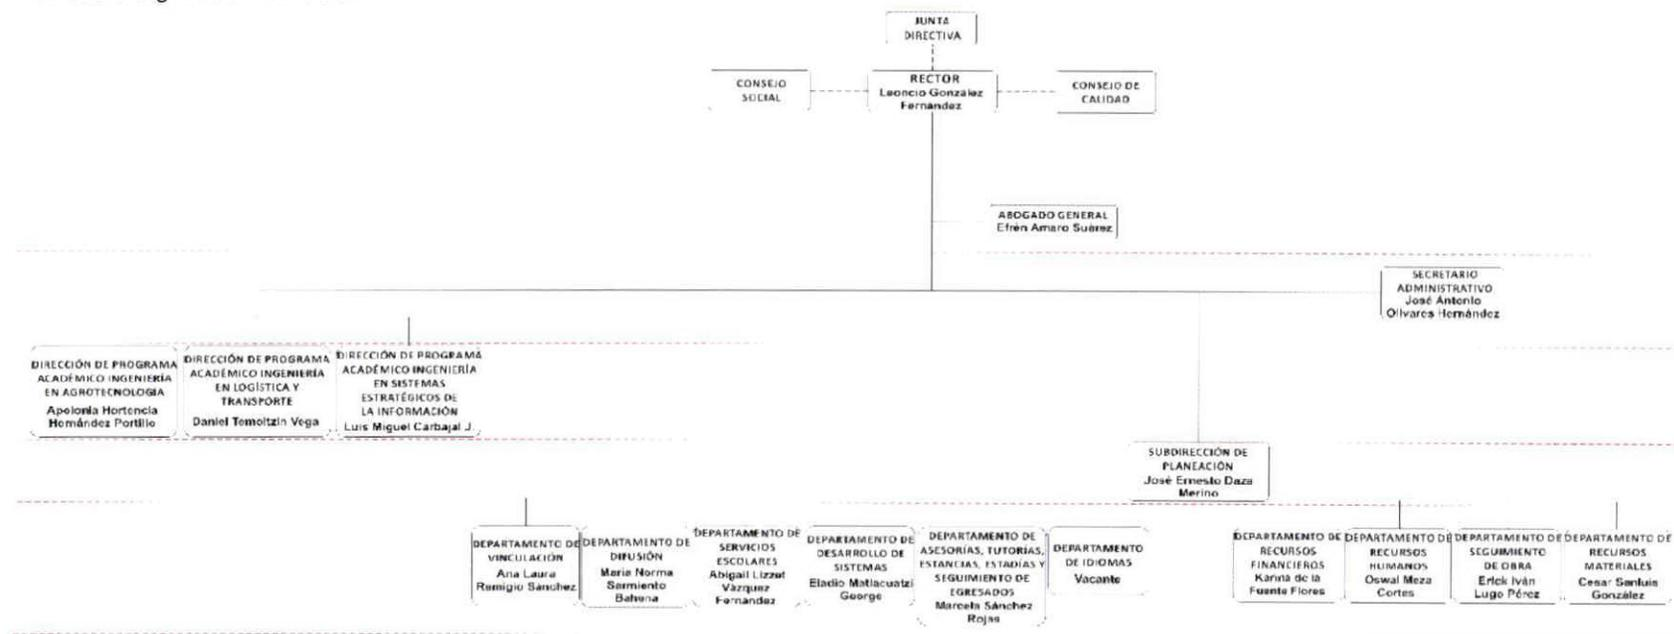 JUNTA
DIRECTIVA
CONSEJO
SOCIAL
RECTOR
Leoncio González
Fernández
CONSEJO DE
CALIDAD
ABOGADO GENERAL
Efrén Amaro Suárez
SECRETARIO
ADMINISTRATIVO
José Antonio
Olivares Hernández
DIRECCIÓN DE PROGRAMA
ACADÉMICO INGENIERÍA
EN AGROTECNOLOGIA
Apolonia Hortencia
Hernández Portillo
DIRECCIÓN DE PROGRAMA
ACADÉMICO INGENIERÍA
EN LOGÍSTICA Y
TRANSPORTE
Daniel Temoltzin Vega
DIRECCIÓN DE PROGRAMA
ACADÉMICO INGENIERÍA
EN SISTEMAS
ESTRATÉGICOS DE
LA INFORMACIÓN
Luis Miguel Carbajal J.
SUBDIRECCIÓN DE
PLANEACIÓN
José Ernesto Daza
Merino
DEPARTAMENTO DE
VINCULACIÓN
Ana Laura
Remigio Sánchez
DEPARTAMENTO DE
DIFUSIÓN
María Norma
Sarmiento
Bahena
DEPARTAMENTO DE
SERVICIOS
ESCOLARES
Abigail Lizzet
Vázquez
Fernández
DEPARTAMENTO DE
DESARROLLO DE
SISTEMAS
Eladio Matlacuatzi
George
DEPARTAMENTO DE
ASESORÍAS, TUTORÍAS,
ESTANCIAS, ESTADÍAS Y
SEGUIMIENTO DE
EGRESADOS
Marcela Sánchez
Rojas
DEPARTAMENTO
DE IDIOMAS
Vacante
DEPARTAMENTO DE
RECURSOS
FINANCIEROS
Karina de la
Fuente Flores
DEPARTAMENTO DE
RECURSOS
HUMANOS
Oswal Meza
Cortes
DEPARTAMENTO DE
SEGUIMIENTO
DE OBRA
Erick Iván
Lugo Pérez
DEPARTAMENTO DE
RECURSOS
MATERIALES
Cesar Sanluis
González